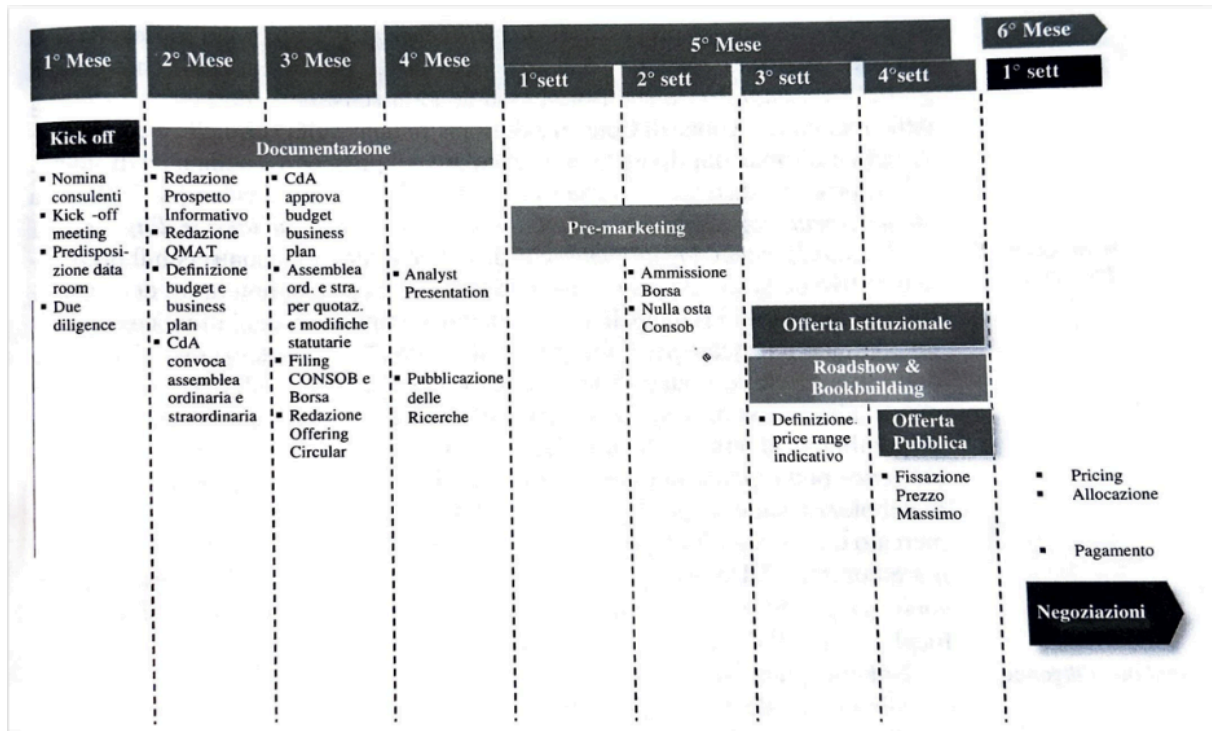 1° Mese
2° Mese
3° Mese
4° Mese
5° Mese
6° Mese
1°sett
2° sett
3° sett
4°sett
1° sett
Kick off
Documentazione
▪ Nomina
consulenti
▪ Kick -off
meeting
▪ Predisposi-
zione data
room
▪ Due
diligence
▪ Redazione
Prospetto
Informativo
▪ Redazione
QMAT
▪ Definizione
budget e
business
plan
▪ CdA
convoca
assemblea
ordinaria e
straordinaria
▪ CdA
approva
budget
business
plan
▪ Assemblea
ord. e stra.
per quotaz.
e modifiche
statutarie
▪ Filing
CONSOB e
Borsa
▪ Redazione
Offering
Circular
▪ Analyst
Presentation
▪ Pubblicazione
delle
Ricerche
Pre-marketing
▪ Ammissione
Borsa
▪ Nulla osta
Consob
Offerta Istituzionale
Roadshow &
Bookbuilding
▪ Definizione
price range
indicativo
Offerta
Pubblica
▪ Fissazione
Prezzo
Massimo
▪ Pricing
▪ Allocazione
▪ Pagamento
Negoziazioni